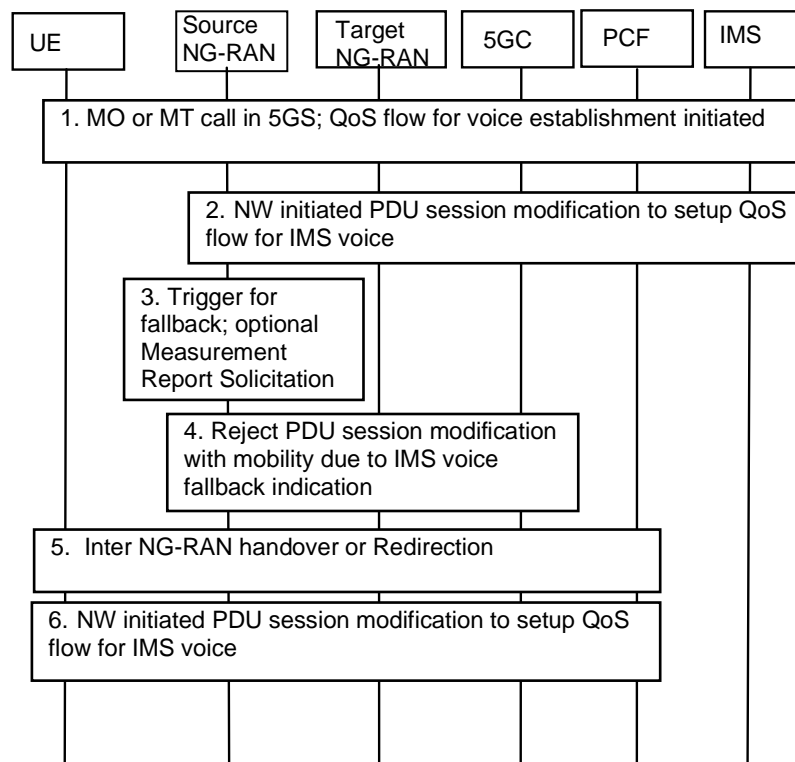 UE
Source
NG-RAN
Target
NG-RAN
5GC
PCF
IMS
1. MO or MT call in 5GS; QoS flow for voice establishment initiated
2. NW initiated PDU session modification to setup QoS
flow for IMS voice
3. Trigger for
fallback; optional
Measurement
Report Solicitation
4. Reject PDU session modification
with mobility due to IMS voice
fallback indication
5. Inter NG-RAN handover or Redirection
6. NW initiated PDU session modification to setup QoS
flow for IMS voice